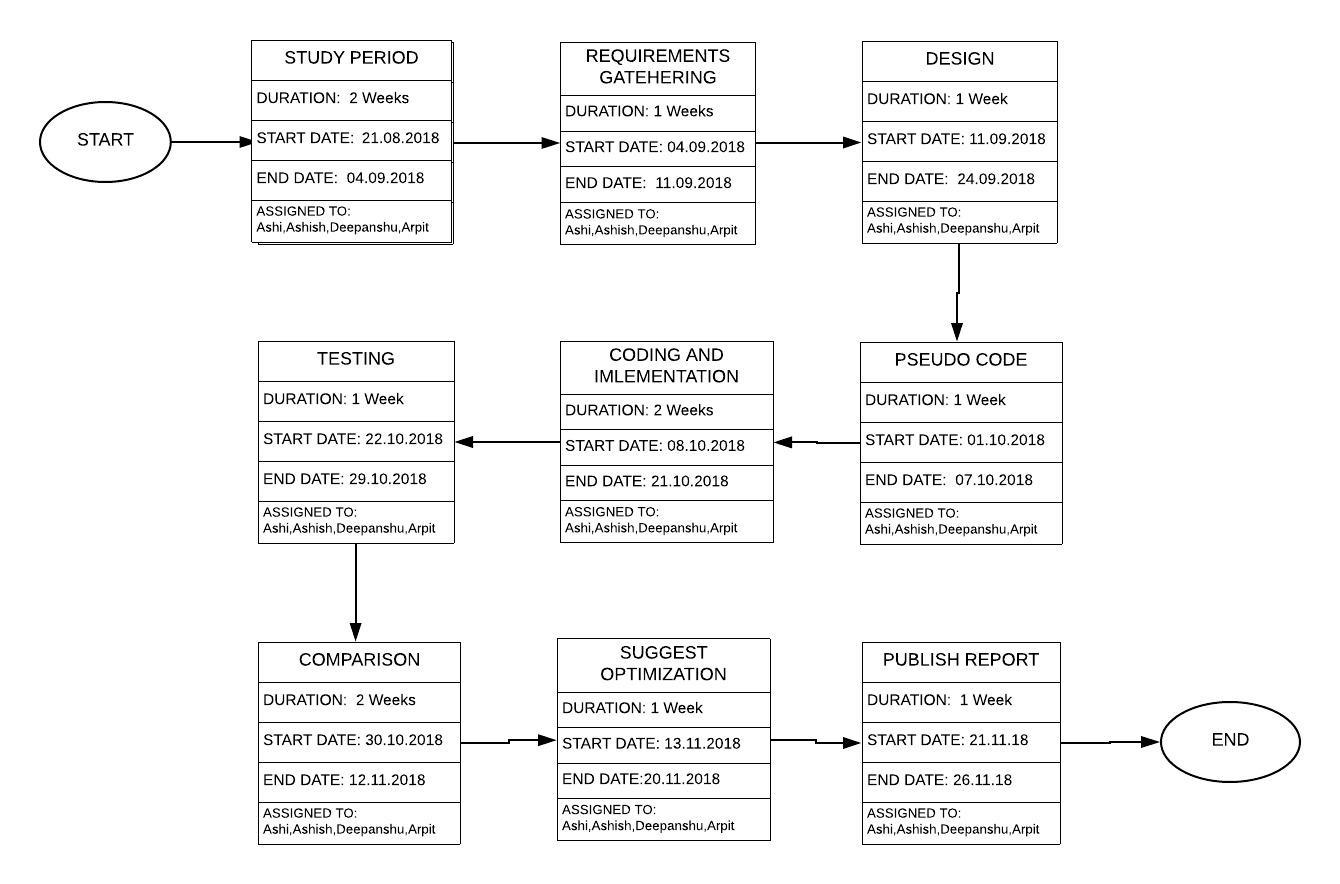 START
STUDY PERIOD
DURATION:  2 Weeks
START DATE:  21.08.2018
END DATE:  04.09.2018
ASSIGNED TO:
Ashi,Ashish,Deepanshu,Arpit
REQUIREMENTS
GATEHERING
DURATION: 1 Weeks
START DATE: 04.09.2018
END DATE:  11.09.2018
ASSIGNED TO:
Ashi,Ashish,Deepanshu,Arpit
DESIGN
DURATION: 1 Week
START DATE: 11.09.2018
END DATE:  24.09.2018
ASSIGNED TO:
Ashi,Ashish,Deepanshu,Arpit
PSEUDO CODE
DURATION: 1 Week
START DATE: 01.10.2018
END DATE:  07.10.2018
ASSIGNED TO:
Ashi,Ashish,Deepanshu,Arpit
CODING AND
IMLEMENTATION
DURATION: 2 Weeks
START DATE: 08.10.2018
END DATE: 21.10.2018
ASSIGNED TO:
Ashi,Ashish,Deepanshu,Arpit
TESTING
DURATION: 1 Week
START DATE: 22.10.2018
END DATE: 29.10.2018
ASSIGNED TO:
Ashi,Ashish,Deepanshu,Arpit
COMPARISON
DURATION:  2 Weeks
START DATE: 30.10.2018
END DATE: 12.11.2018
ASSIGNED TO:
Ashi,Ashish,Deepanshu,Arpit
SUGGEST
OPTIMIZATION
DURATION: 1 Week
START DATE: 13.11.2018
END DATE:20.11.2018
ASSIGNED TO:
Ashi,Ashish,Deepanshu,Arpit
PUBLISH REPORT
DURATION:  1 Week
START DATE: 21.11.18
END DATE: 26.11.18
ASSIGNED TO:
Ashi,Ashish,Deepanshu,Arpit
END